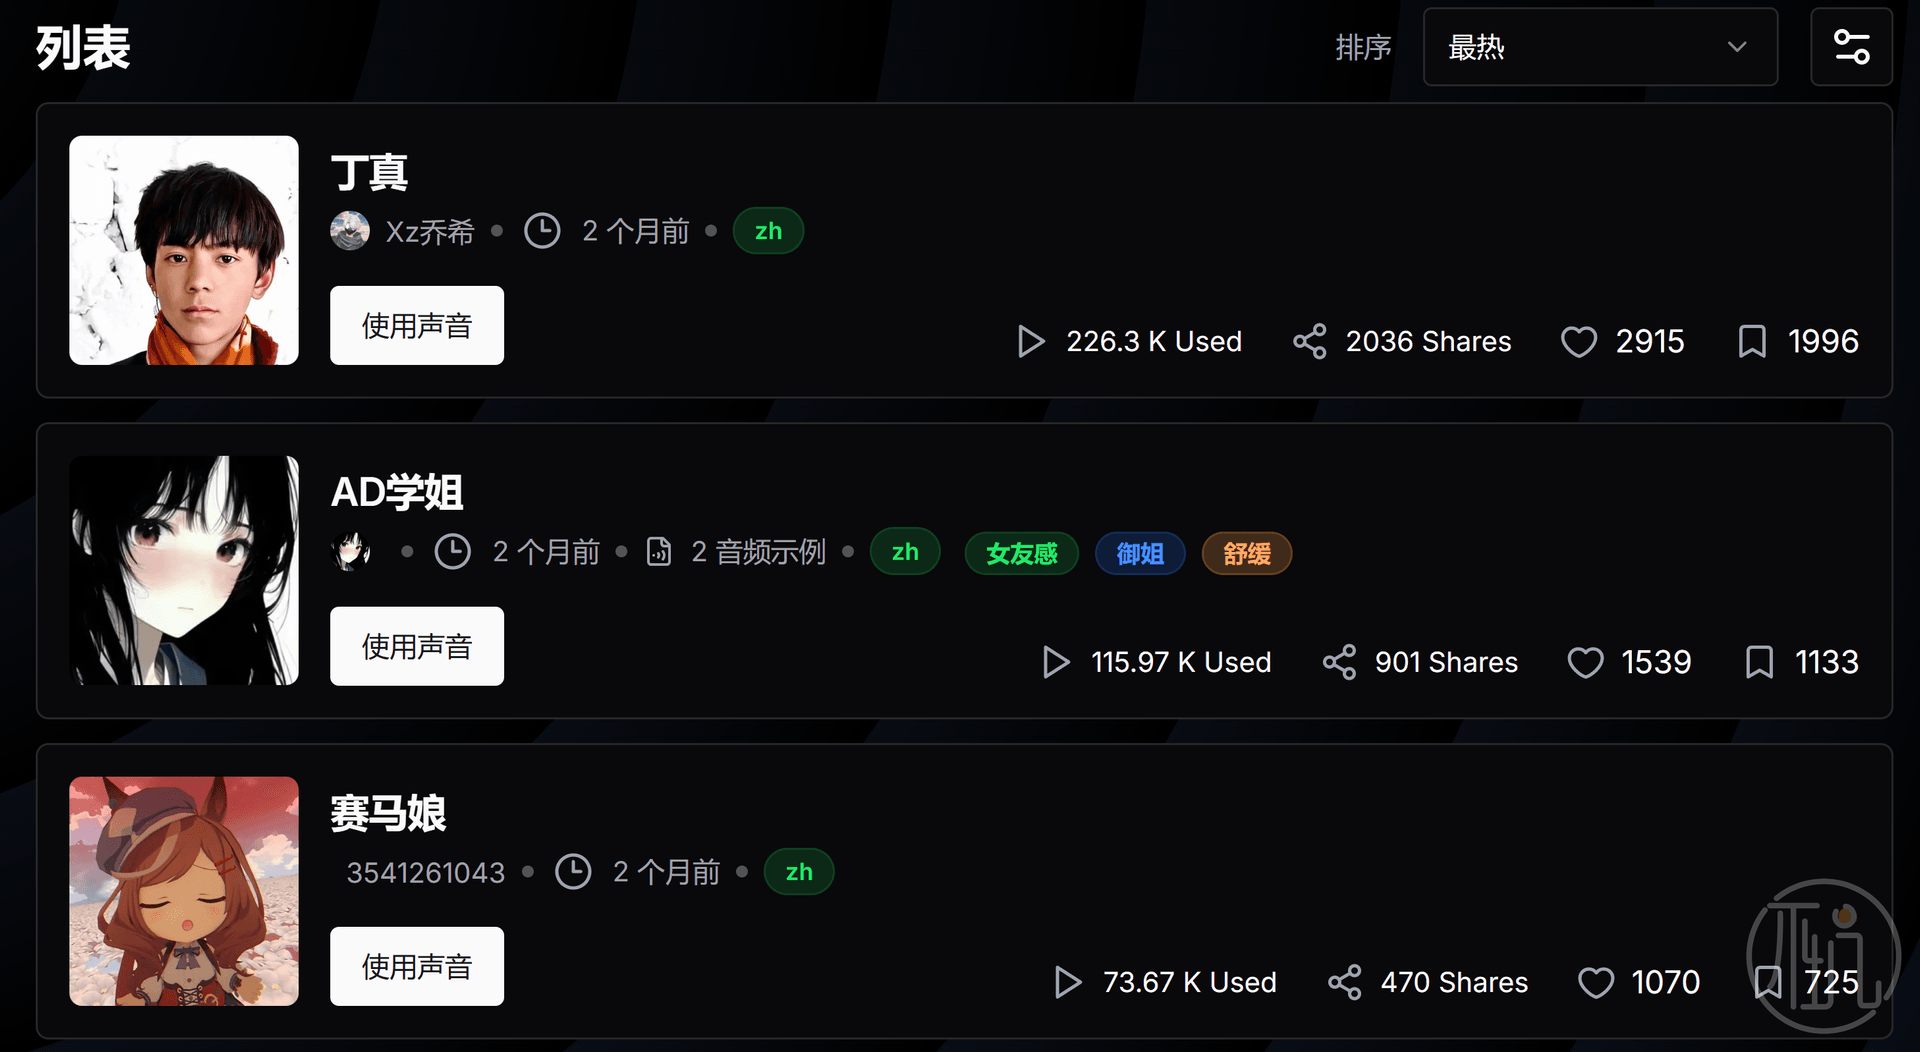 列表
排序
最热
丁真
Xz乔希 • 2 个月前 • zh
使用声音
226.3 K Used
2036 Shares
2915
1996
AD学姐
• 2 个月前 • 2 音频示例 • zh 女友感 御姐 舒缓
使用声音
115.97 K Used
901 Shares
1539
1133
赛马娘
3541261043 • 2 个月前 • zh
使用声音
73.67 K Used
470 Shares
1070
725